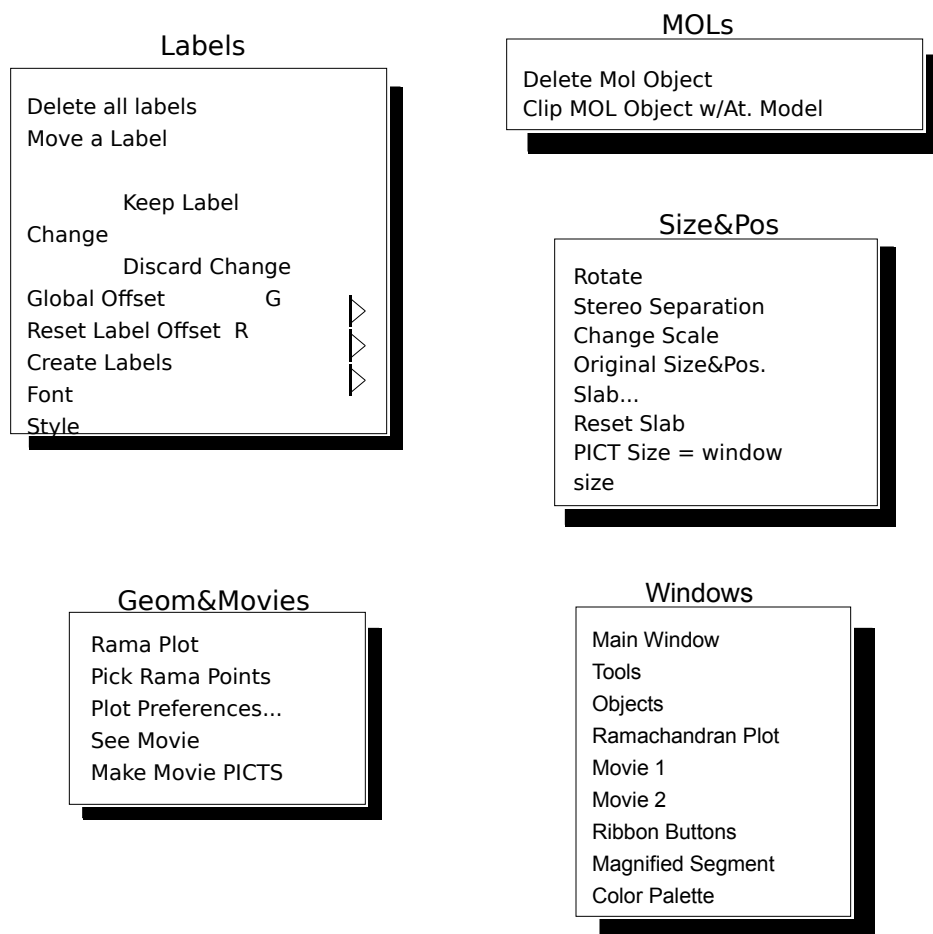 Labels
Delete all labels
Move a Label
Keep Label
Change
Discard Change
Global Offset G
Reset Label Offset R
Create Labels
Font
Style
MOLs
Delete Mol Object
Clip MOL Object w/At. Model
Size&Pos
Rotate
Stereo Separation
Change Scale
Original Size&Pos.
Slab...
Reset Slab
PICT Size = window
size
Geom&Movies
Rama Plot
Pick Rama Points
Plot Preferences...
See Movie
Make Movie PICTS
Windows
Main Window
Tools
Objects
Ramachandran Plot
Movie 1
Movie 2
Ribbon Buttons
Magnified Segment
Color Palette